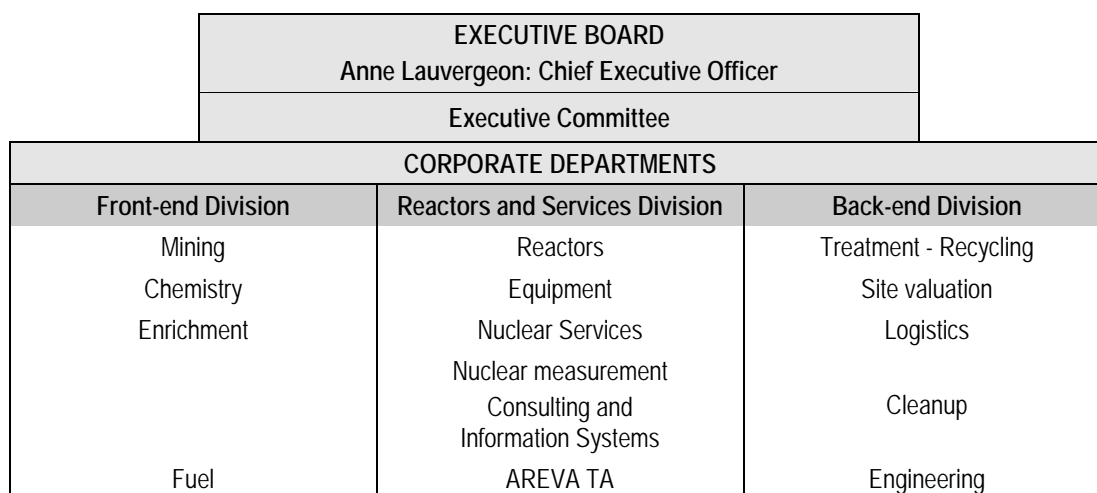 EXECUTIVE BOARD
Anne Lauvergeon: Chief Executive Officer
Executive Committee
CORPORATE DEPARTMENTS
Front-end Division
Reactors and Services Division
Back-end Division
Mining
Reactors
Treatment - Recycling
Chemistry
Equipment
Site valuation
Enrichment
Nuclear Services
Logistics
Nuclear measurement
Consulting and
Information Systems
Cleanup
Fuel
AREVA TA
Engineering